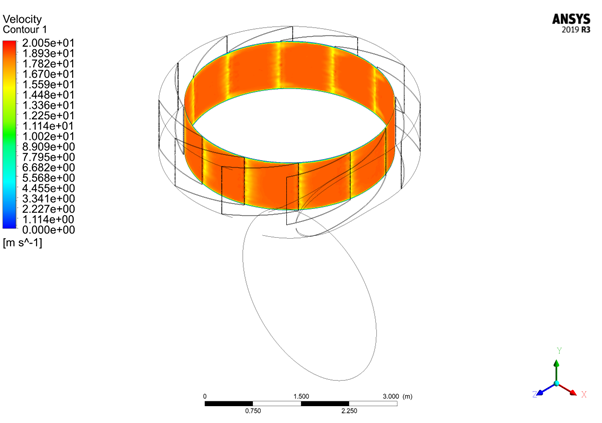 Velocity
Contour 1
2.005e+01
1.893e+01
1.782e+01
1.670e+01
1.559e+01
1.448e+01
1.336e+01
1.225e+01
1.114e+01
1.002e+01
8.909e+00
7.795e+00
6.682e+00
5.568e+00
4.455e+00
3.341e+00
2.227e+00
1.114e+00
0.000e+00
[m s^-1]
ANSYS
2019 R3
0 1.500 3.000 (m)
0.750 2.250
Y
Z X